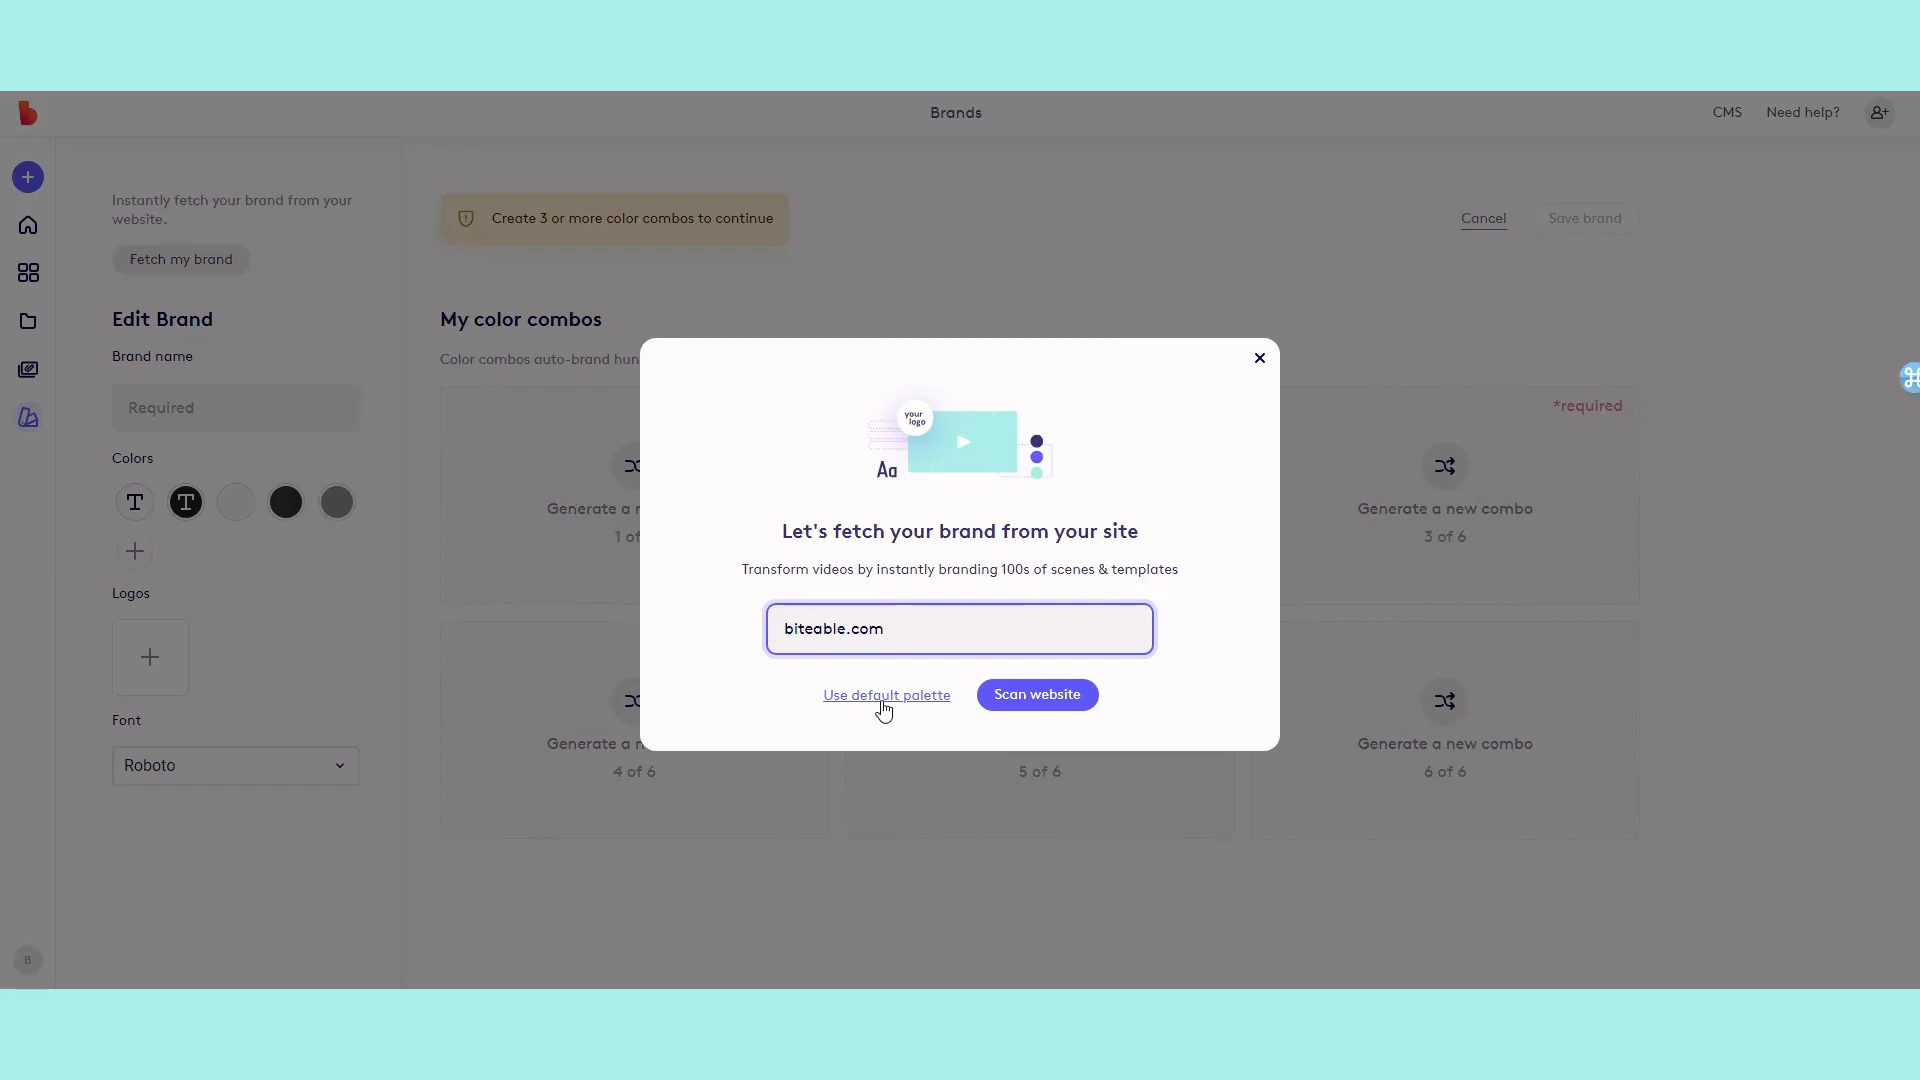 Brands
CMS
Need help?
Instantly fetch your brand from your
website.
Fetch my brand
Edit Brand
Brand name
Required
Colors
T
T
Logos
Font
Roboto
B
Create 3 or more color combos to continue
Cancel
Save brand
My color combos
Color combos auto-brand hun
*required
Generate a
1 of
Generate a new combo
3 of 6
Generate a
4 of 6
5 of 6
Generate a new combo
6 of 6
your
logo
Aa
Let's fetch your brand from your site
Transform videos by instantly branding 100s of scenes & templates
biteable.com
Use default palette
Scan website